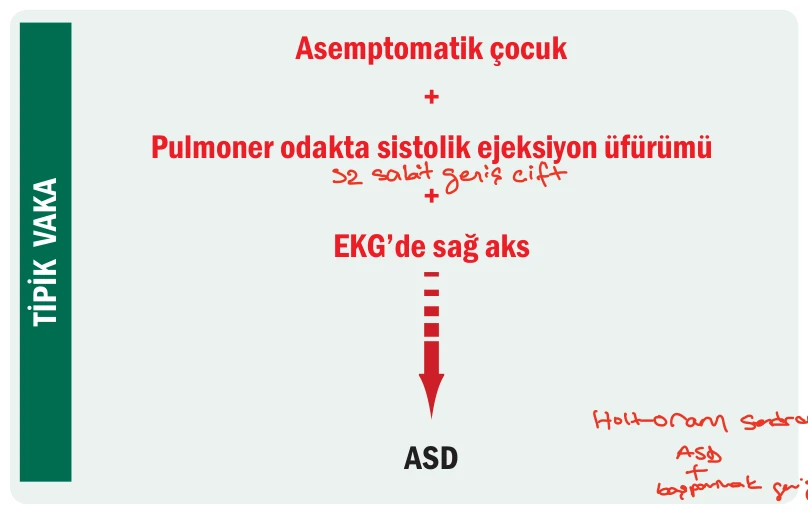 TİPİK VAKA
Asemptomatik çocuk
+
Pulmoner odakta sistolik ejeksiyon üfürümü
S2 sabit geniş çift
+
EKG'de sağ aks
ASD
Holt-Oram
ASD
+
başparmak